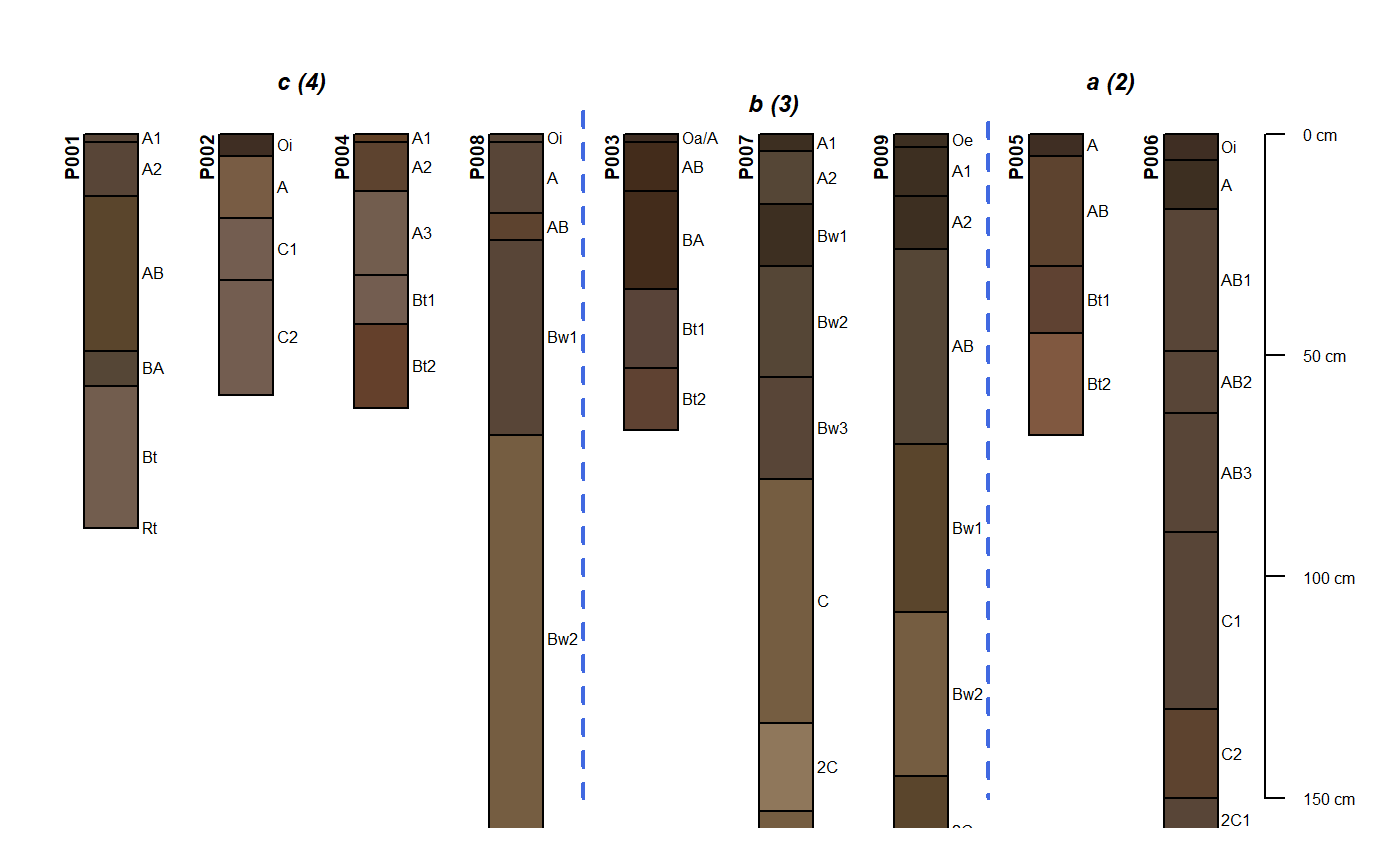 c (4)
b (3)
a (2)
P001
A1
A2
AB
BA
Bt
Rt
P002
Oi
A
C1
C2
P004
A1
A2
A3
Bt1
Bt2
P008
Oi
A
AB
Bw1
Bw2
P003
Oa/A
AB
BA
Bt1
Bt2
P007
A1
A2
Bw1
Bw2
Bw3
C
2C
P009
Oe
A1
A2
AB
Bw1
Bw2
P005
A
AB
Bt1
Bt2
P006
Oi
A
AB1
AB2
AB3
C1
C2
2C1
0 cm
50 cm
100 cm
150 cm